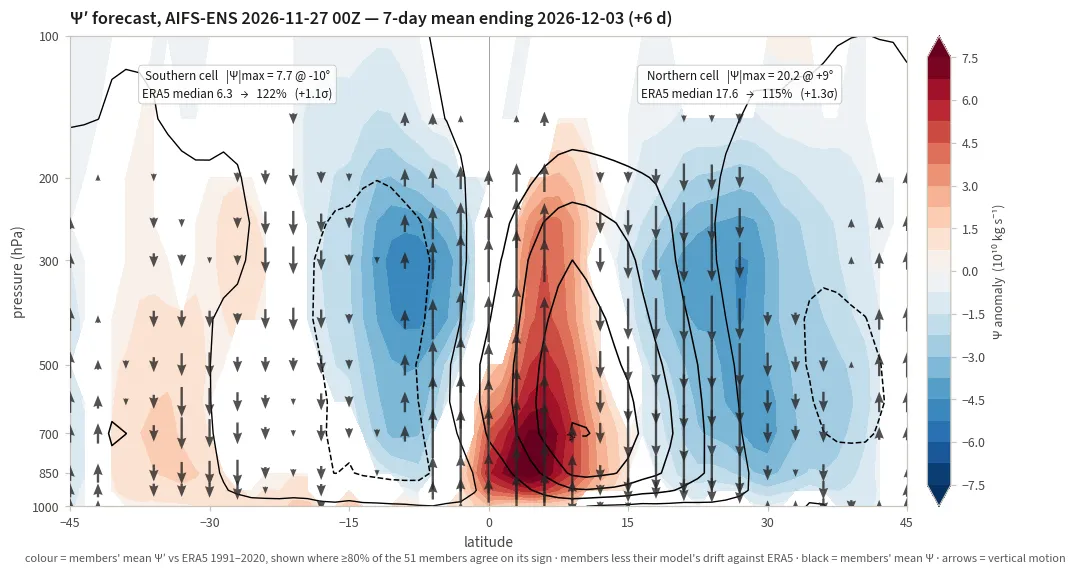 Ψ′ forecast, AIFS-ENS 2026-11-27 00Z — 7-day mean ending 2026-12-03 (+6 d)
Southern cell |Ψ|max = 7.7 @ -10°
ERA5 median 6.3 → 122% (+1.1σ)
Northern cell |Ψ|max = 20.2 @ +9°
ERA5 median 17.6 → 115% (+1.3σ)
pressure (hPa)
100
200
300
500
700
850
1000
−45
−30
−15
0
15
30
45
latitude
7.5
6.0
4.5
3.0
1.5
0.0
−1.5
−3.0
−4.5
−6.0
−7.5
Ψ anomaly (10¹⁰ kg s⁻¹)
colour = members' mean Ψ′ vs ERA5 1991–2020, shown where ≥80% of the 51 members agree on its sign · members less their model's drift against ERA5 · black = members' mean Ψ · arrows = vertical motion